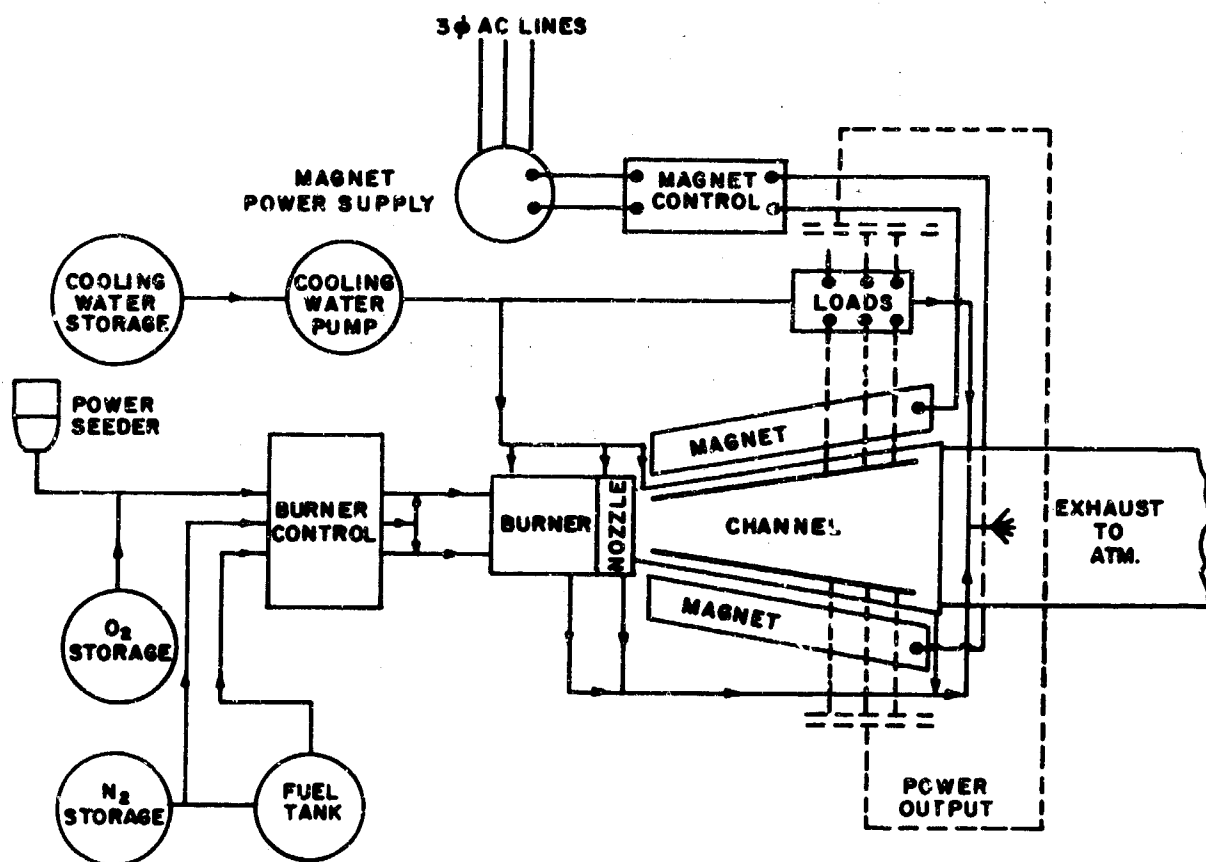 3φ AC LINES
MAGNET
POWER SUPPLY
MAGNET
CONTROL
COOLING
WATER
STORAGE
COOLING
WATER
PUMP
LOADS
POWER
SEEDER
MAGNET
BURNER
CONTROL
BURNER
NOZZLE
CHANNEL
EXHAUST
TO
ATM.
O₂
STORAGE
MAGNET
N₂
STORAGE
FUEL
TANK
POWER
OUTPUT